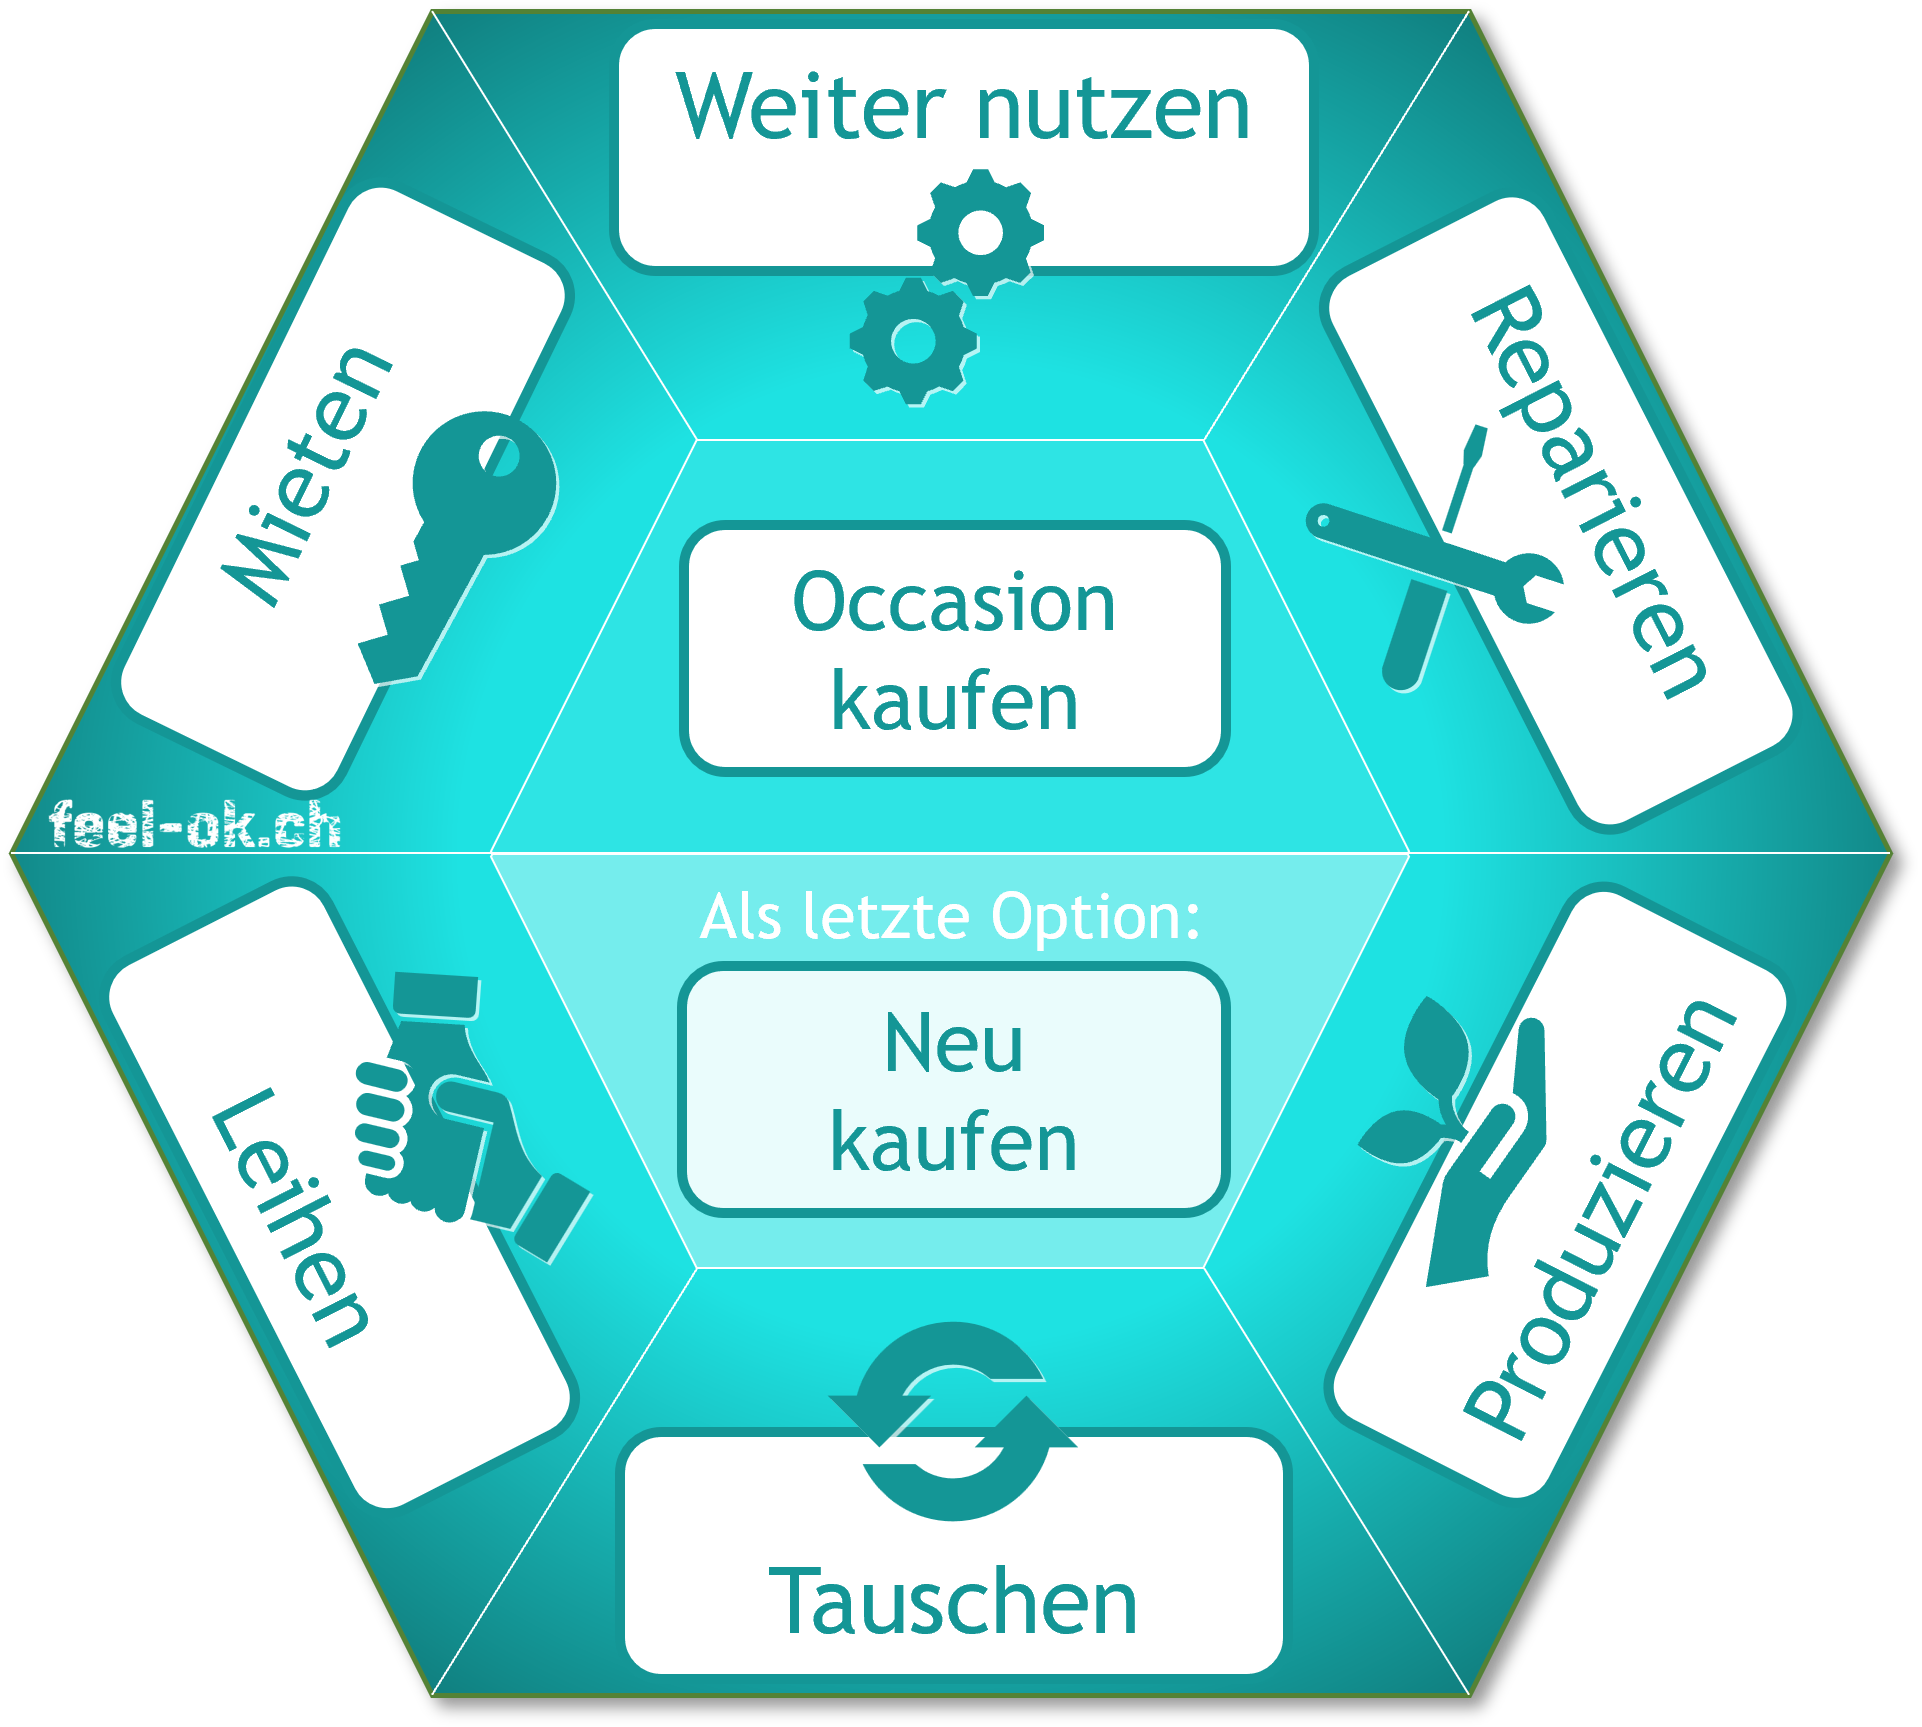 Weiter nutzen
Mieten
Reparieren
Occasion
kaufen
feel-ok.ch
Als letzte Option:
Neu
kaufen
Leihen
Produzieren
Tauschen